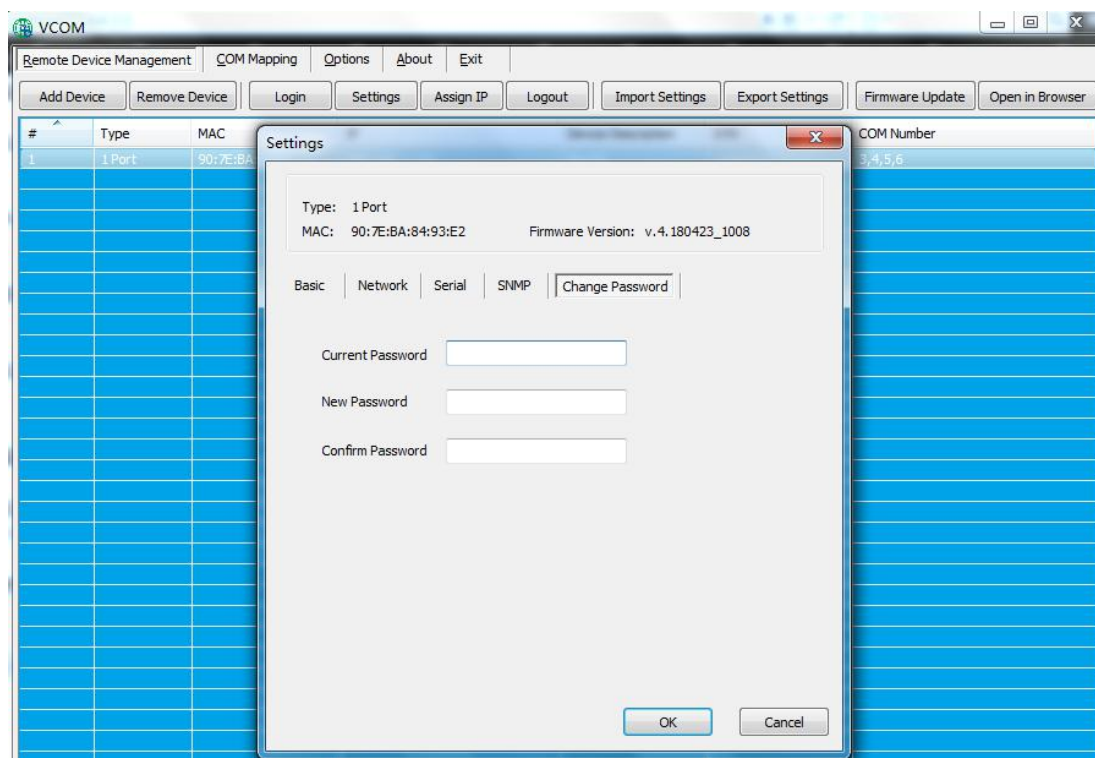 VCOM
Remote Device Management COM Mapping Options About Exit
Add Device Remove Device Login Settings Assign IP Logout Import Settings Export Settings Firmware Update Open in Browser
# Type MAC COM Number
1 1 Port 90:7E:BA 3,4,5,6
Settings
Type: 1 Port
MAC: 90:7E:BA:84:93:E2 Firmware Version: v.4.180423_1008
Basic Network Serial SNMP Change Password
Current Password
New Password
Confirm Password
OK Cancel